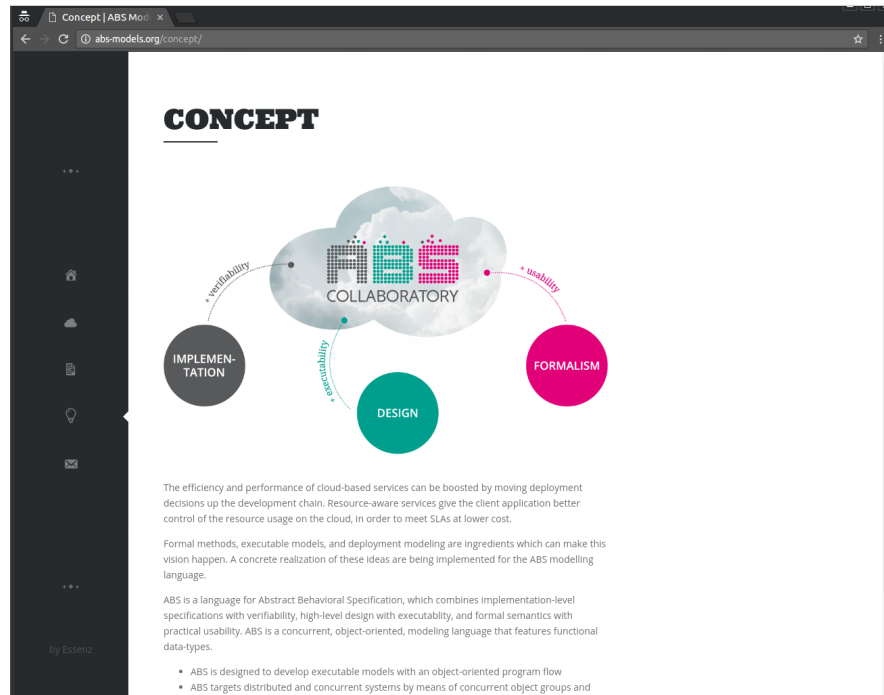 Concept | ABS Mod
abs-models.org/concept/
CONCEPT
ABS
COLLABORATORY
+ verifiability
+ usability
+ executability
IMPLEMEN-
TATION
FORMALISM
DESIGN
The efficiency and performance of cloud-based services can be boosted by moving deployment
decisions up the development chain. Resource-aware services give the client application better
control of the resource usage on the cloud, in order to meet SLAs at lower cost.
Formal methods, executable models, and deployment modeling are ingredients which can make this
vision happen. A concrete realization of these ideas are being implemented for the ABS modelling
language.
ABS is a language for Abstract Behavioral Specification, which combines implementation-level
specifications with verifiability, high-level design with executablity, and formal semantics with
practical usability. ABS is a concurrent, object-oriented, modeling language that features functional
data-types.
• ABS is designed to develop executable models with an object-oriented program flow
• ABS targets distributed and concurrent systems by means of concurrent object groups and
by Essenz